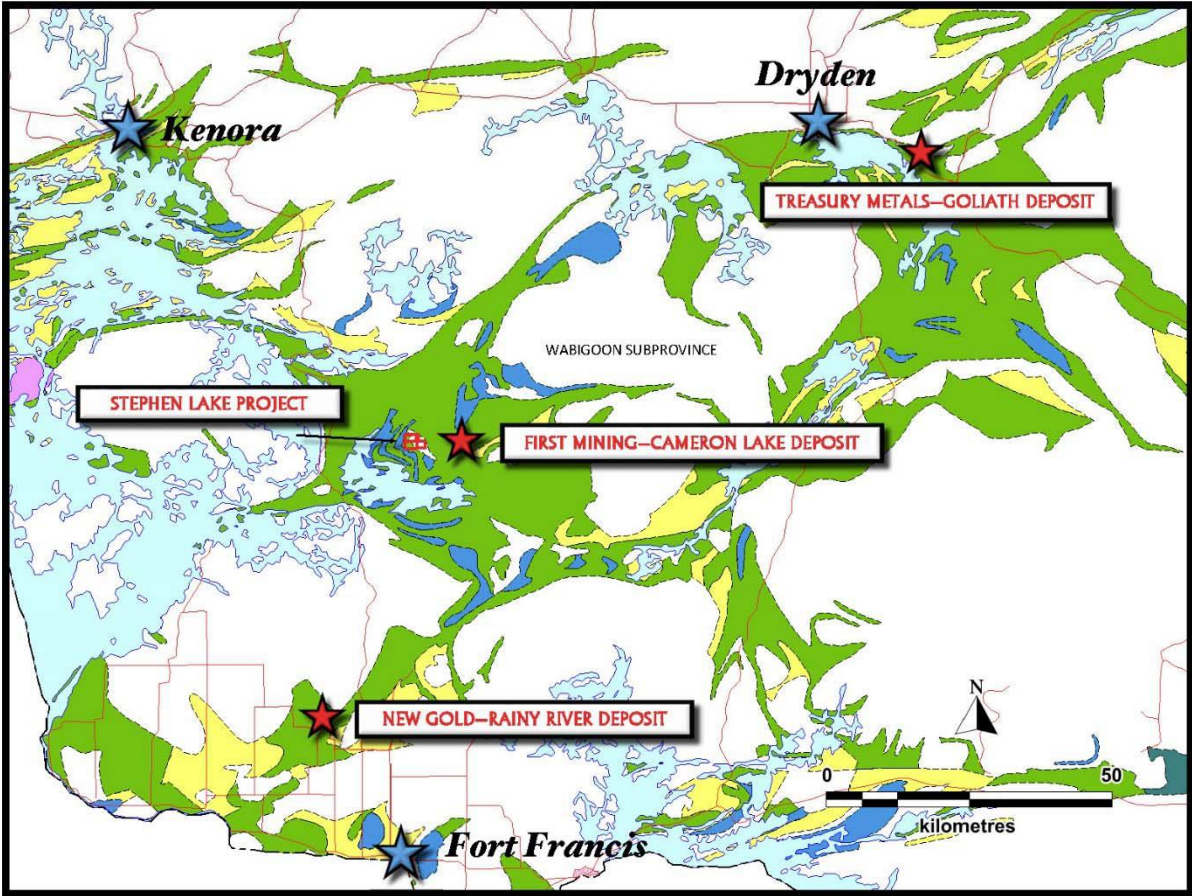 Dryden
Kenora
TREASURY METALS—GOLIATH DEPOSIT
WABIGOON SUBPROVINCE
STEPHEN LAKE PROJECT
FIRST MINING—CAMERON LAKE DEPOSIT
N
NEW GOLD—RAINY RIVER DEPOSIT
0 50
kilometres
Fort Francis